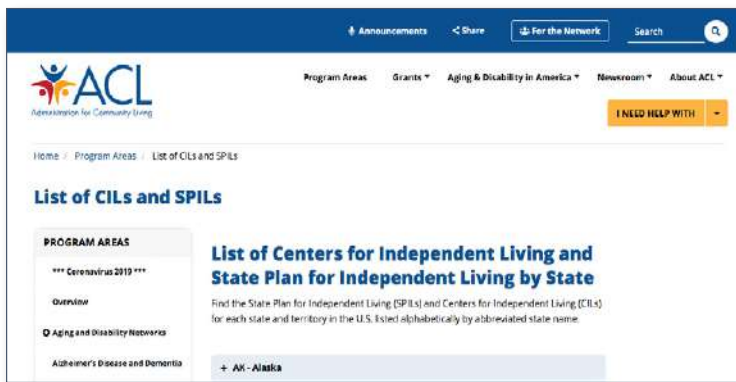 Announcements
Share
For the Network
Search
ACL
Administration for Community Living
Program Areas
Grants
Aging & Disability in America
Newsroom
About ACL
I NEED HELP WITH
Home / Program Areas / List of CILs and SPILs
List of CILs and SPILs
PROGRAM AREAS
*** Coronavirus 2019 ***
Overview
Aging and Disability Networks
Alzheimer's Disease and Dementia
List of Centers for Independent Living and
State Plan for Independent Living by State
Find the State Plan for Independent Living (SPILs) and Centers for Independent Living (CILs)
for each state and territory in the U.S. listed alphabetically by abbreviated state name.
+ AK - Alaska